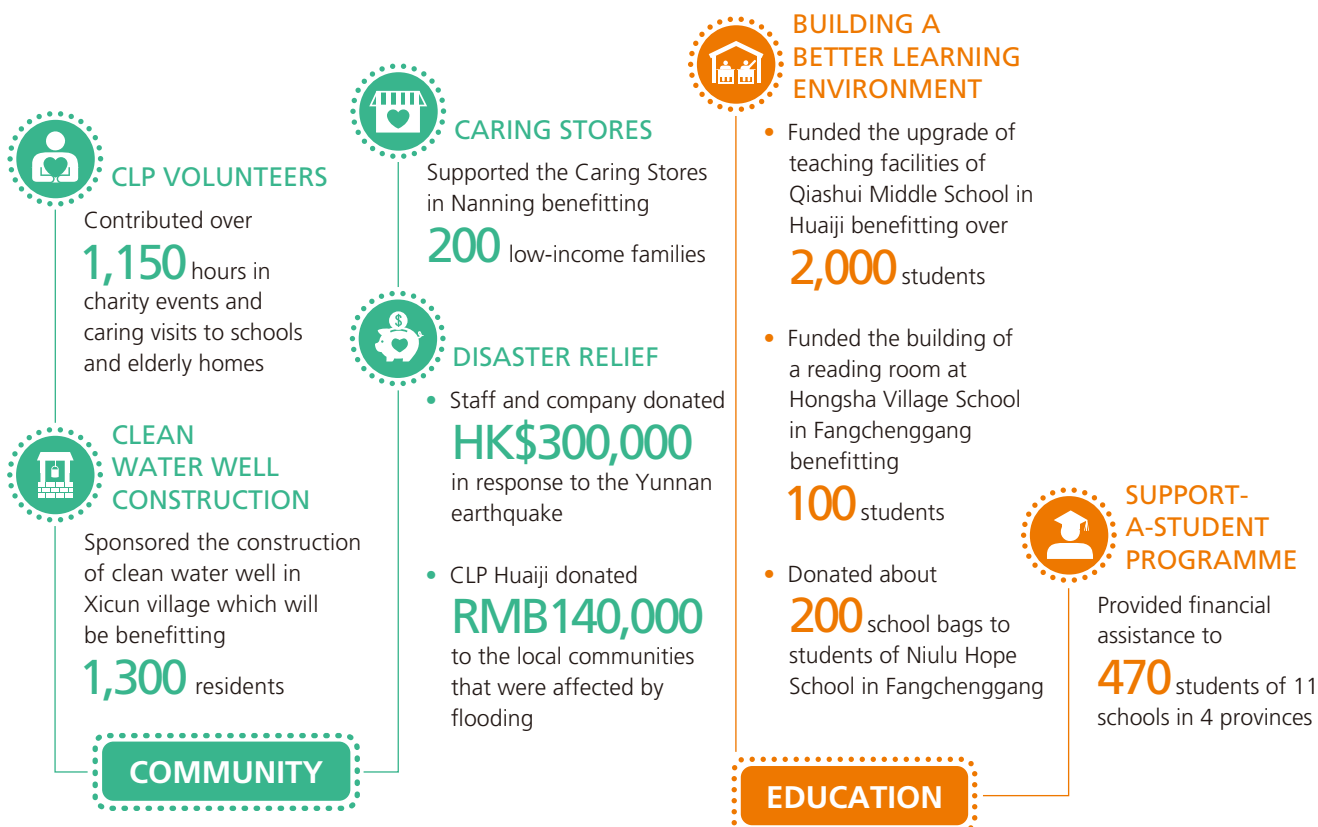 CLP VOLUNTEERS
Contributed over
1,150 hours in
charity events and
caring visits to schools
and elderly homes
CLEAN
WATER WELL
CONSTRUCTION
Sponsored the construction
of clean water well in
Xicun village which will
be benefitting
1,300 residents
CARING STORES
Supported the Caring Stores
in Nanning benefitting
200 low-income families
$
DISASTER RELIEF
• Staff and company donated
HK$300,000
in response to the Yunnan
earthquake
• CLP Huaiji donated
RMB140,000
to the local communities
that were affected by
flooding
COMMUNITY
BUILDING A
BETTER LEARNING
ENVIRONMENT
• Funded the upgrade of
teaching facilities of
Qiashui Middle School in
Huaiji benefitting over
2,000 students
• Funded the building of
a reading room at
Hongsha Village School
in Fangchenggang
benefitting
100 students
• Donated about
200 school bags to
students of Niulu Hope
School in Fangchenggang
SUPPORT-
A-STUDENT
PROGRAMME
Provided financial
assistance to
470 students of 11
schools in 4 provinces
EDUCATION